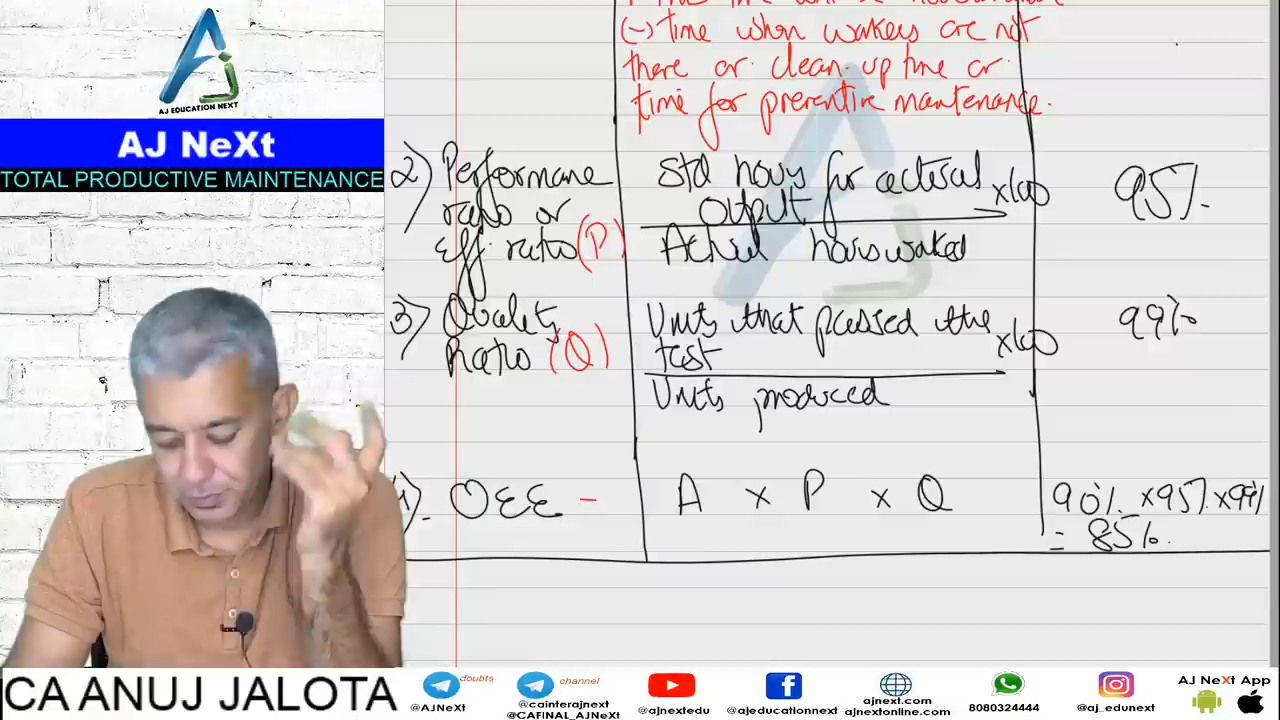 AJ EDUCATION NEXT
AJ NeXt
TOTAL PRODUCTIVE MAINTENANCE
(-) time when workers are not
there or clean up time or
time for preventive maintenance.
2) Performance ratio or Eff. ratio (P)
Std hours for actual output x100
Actual hours worked
95%
3) Quality Ratio (Q)
Units that passed the test x100
Units produced
99%
4). OEE -
A x P x Q
90% x 95% x 99%
= 85%.
CA ANUJ JALOTA
doubts
@AJNeXt
channel
@cainterajnext
@CAFINAL_AJNeXt
@ajnextedu
@ajeducationnext
ajnext.com
ajnextonline.com
8080324444
@aj_edunext
AJ NeXt App